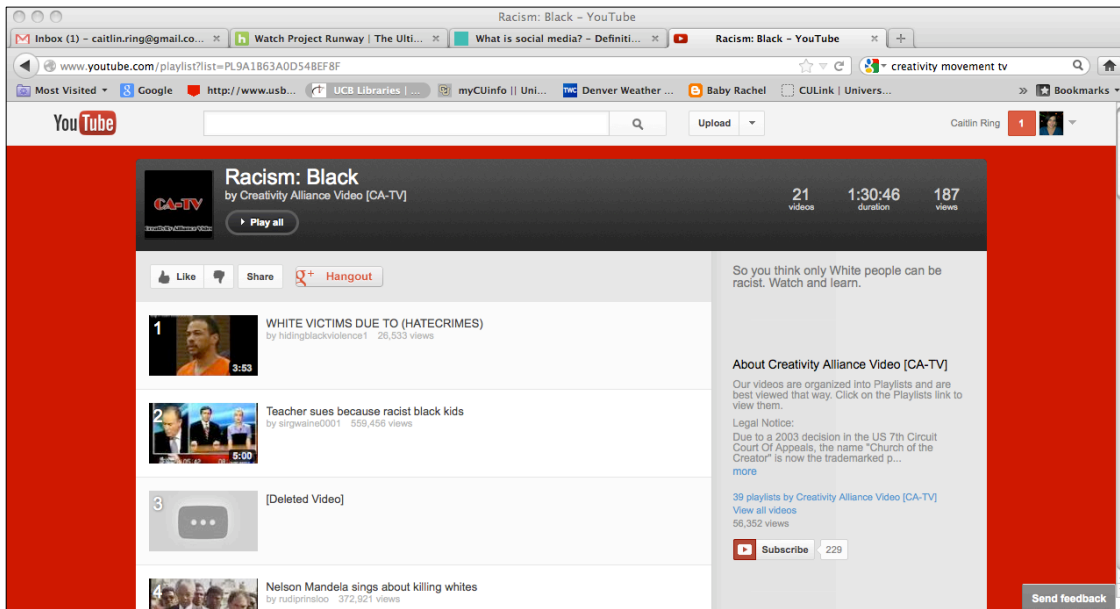 Racism: Black – YouTube
Inbox (1) – caitlin.ring@gmail.co...
Watch Project Runway | The Ulti...
What is social media? – Definiti...
Racism: Black – YouTube
www.youtube.com/playlist?list=PL9A1B63A0D54BEF8F
creativity movement tv
Most Visited
Google
http://www.usb...
UCB Libraries | ...
myCUinfo || Uni...
TWC
Denver Weather ...
Baby Rachel
CULink | Univers...
»
Bookmarks
YouTube
Upload
Caitlin Ring
1
CA-TV
Racism: Black
by Creativity Alliance Video [CA-TV]
Play all
21
videos
1:30:46
duration
187
views
Like
Share
g+ Hangout
So you think only White people can be
racist. Watch and learn.
1
3:53
WHITE VICTIMS DUE TO (HATECRIMES)
by hidingblackviolence1 26,533 views
2
5:00
Teacher sues because racist black kids
by sirgwaine0001 559,456 views
3
[Deleted Video]
4
Nelson Mandela sings about killing whites
by rudiprinsloo 372,921 views
About Creativity Alliance Video [CA-TV]
Our videos are organized into Playlists and are
best viewed that way. Click on the Playlists link to
view them.
Legal Notice:
Due to a 2003 decision in the US 7th Circuit
Court Of Appeals, the name "Church of the
Creator" is now the trademarked p...
more
39 playlists by Creativity Alliance Video [CA-TV]
View all videos
56,352 views
Subscribe
229
Send feedback